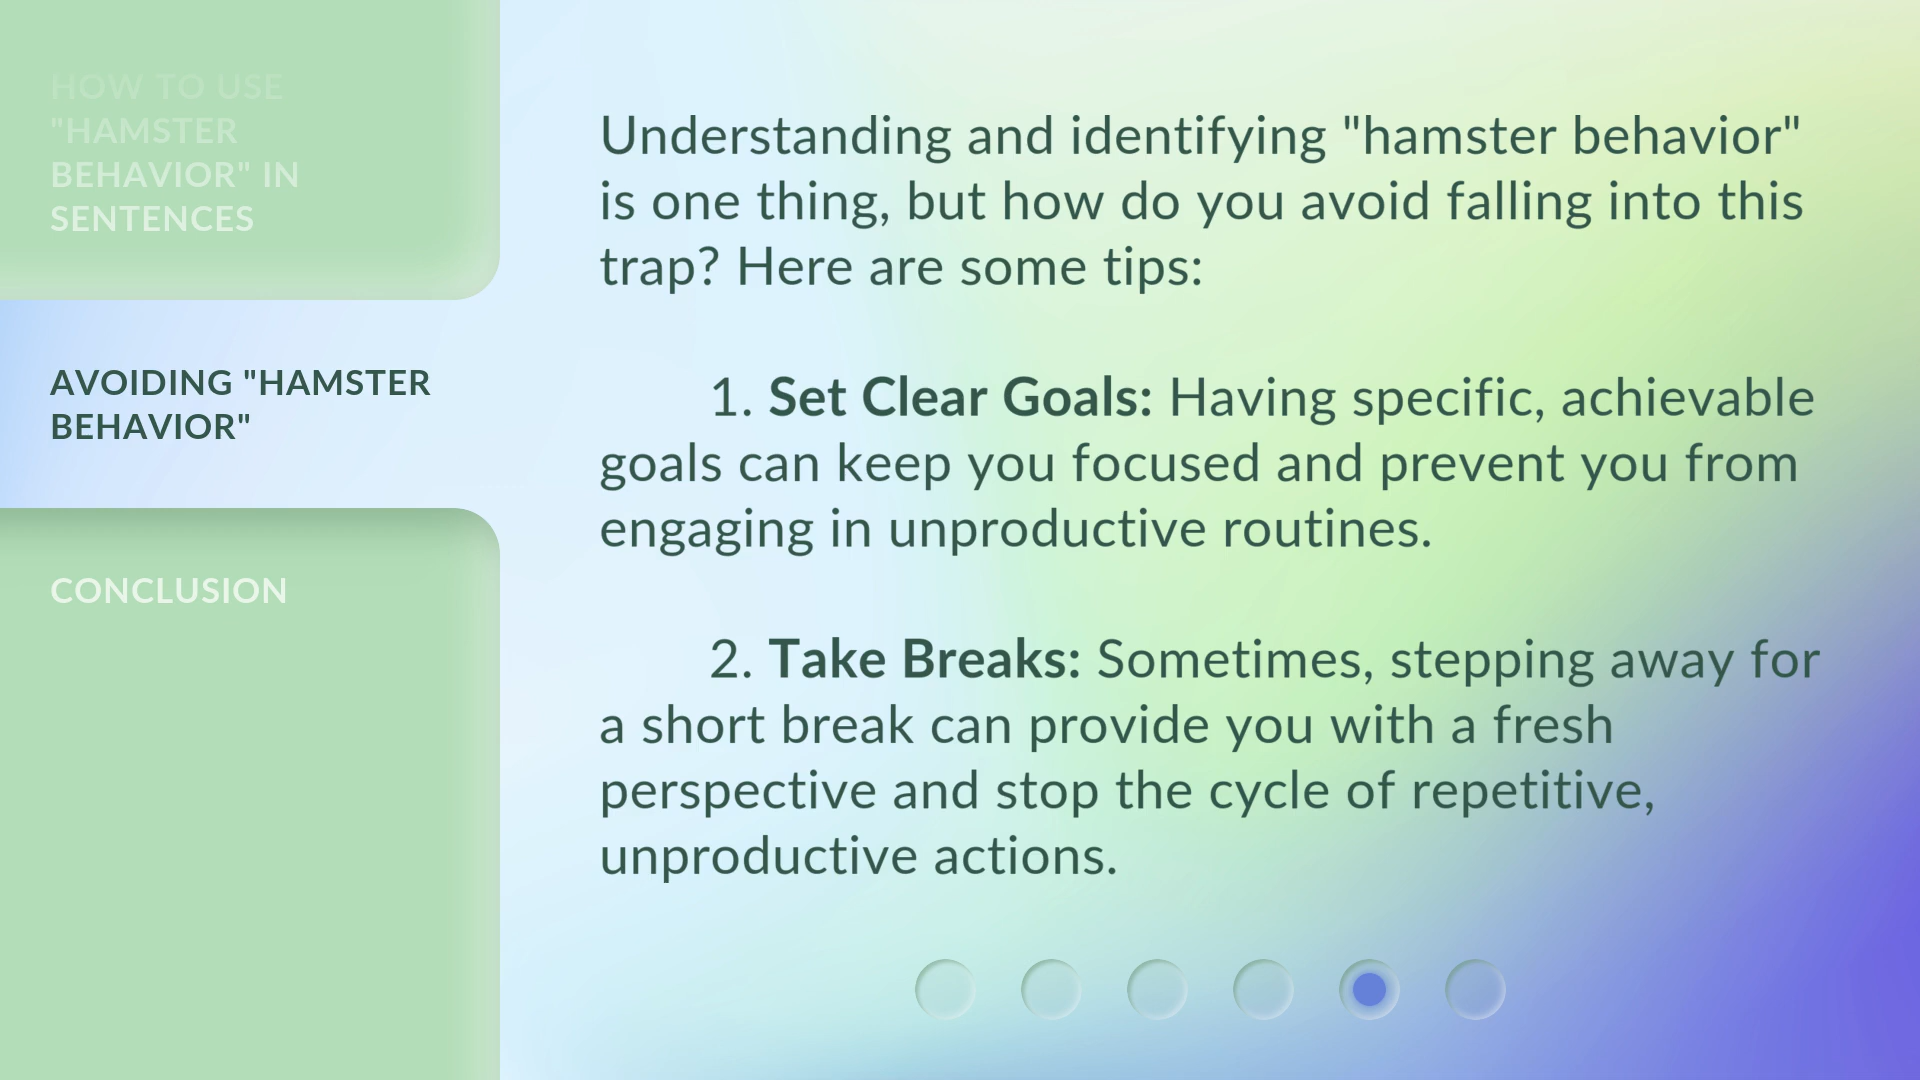 HOW TO USE
"HAMSTER
BEHAVIOR" IN
SENTENCES
AVOIDING "HAMSTER
BEHAVIOR"
CONCLUSION
Understanding and identifying "hamster behavior"
is one thing, but how do you avoid falling into this
trap? Here are some tips:
1. Set Clear Goals: Having specific, achievable
goals can keep you focused and prevent you from
engaging in unproductive routines.
2. Take Breaks: Sometimes, stepping away for
a short break can provide you with a fresh
perspective and stop the cycle of repetitive,
unproductive actions.